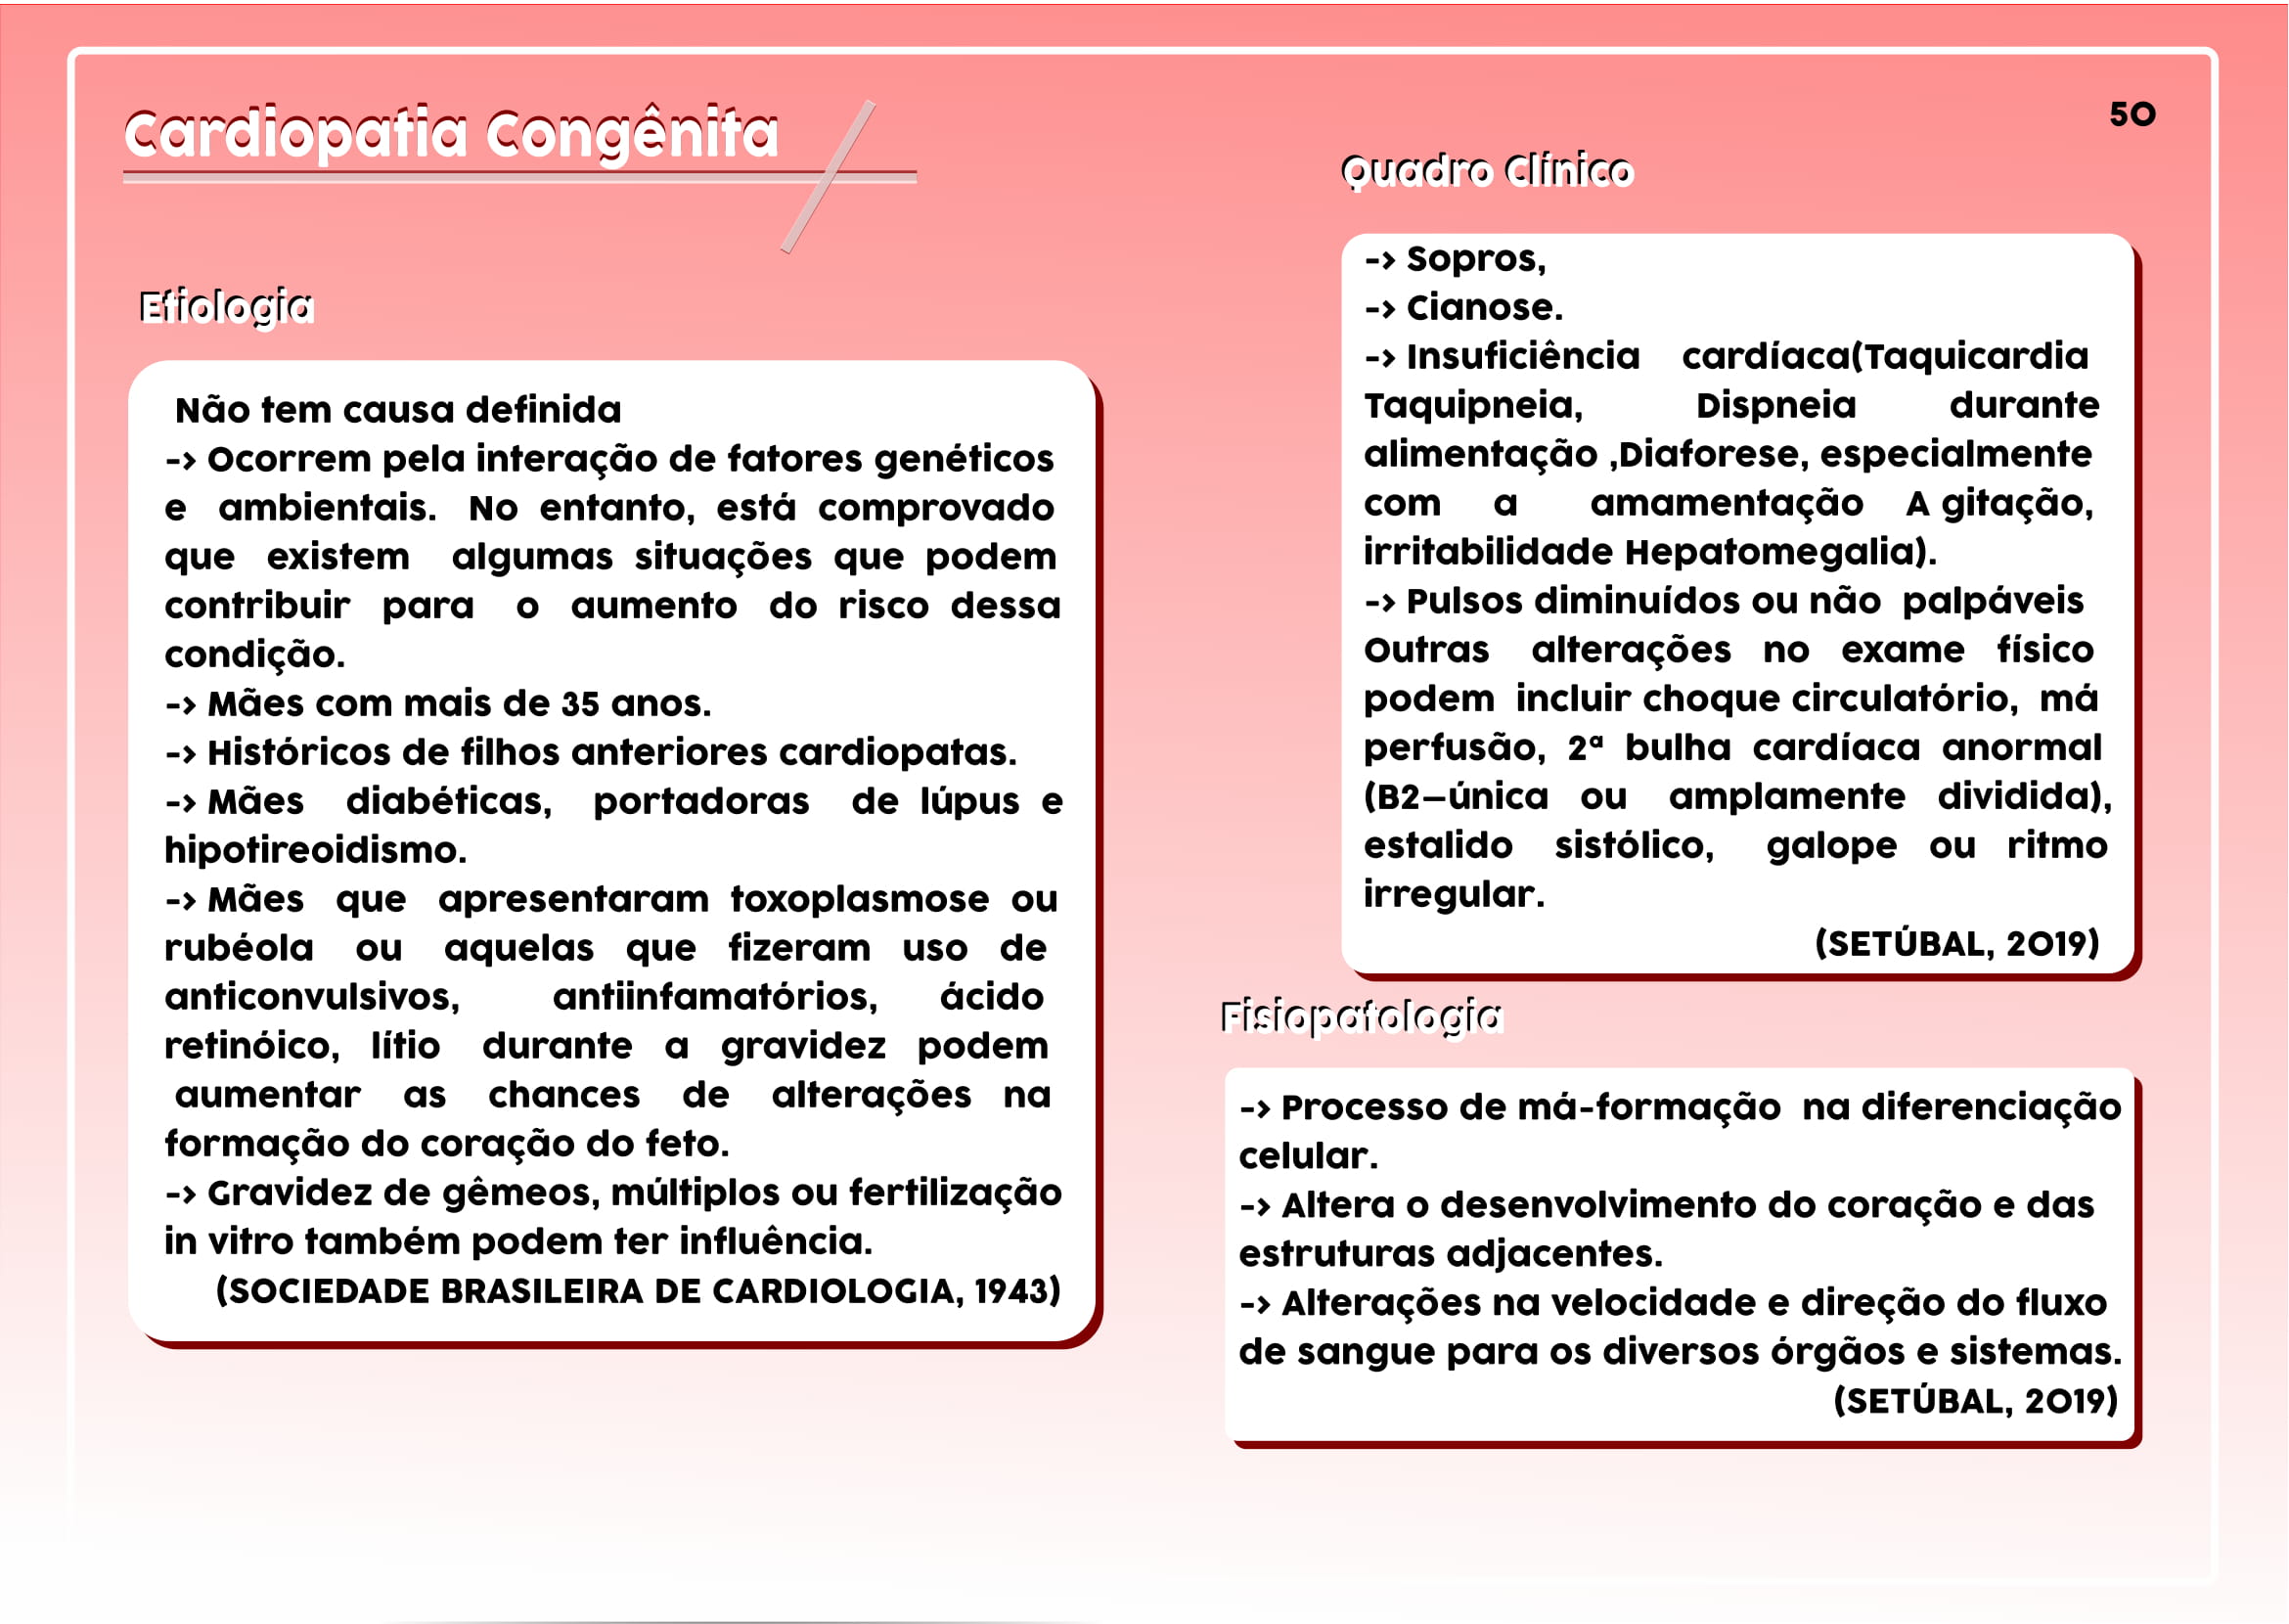 Cardiopatia Congênita
50
Etiologia
Não tem causa definida
-> Ocorrem pela interação de fatores genéticos
e ambientais. No entanto, está comprovado
que existem algumas situações que podem
contribuir para o aumento do risco dessa
condição.
-> Mães com mais de 35 anos.
-> Históricos de filhos anteriores cardiopatas.
-> Mães diabéticas, portadoras de lúpus e
hipotireoidismo.
-> Mães que apresentaram toxoplasmose ou
rubéola ou aquelas que fizeram uso de
anticonvulsivos, antiinfamatórios, ácido
retinóico, lítio durante a gravidez podem
aumentar as chances de alterações na
formação do coração do feto.
-> Gravidez de gêmeos, múltiplos ou fertilização
in vitro também podem ter influência.
(SOCIEDADE BRASILEIRA DE CARDIOLOGIA, 1943)
Quadro Clínico
-> Sopros,
-> Cianose.
-> Insuficiência cardíaca(Taquicardia
Taquipneia, Dispneia durante
alimentação ,Diaforese, especialmente
com a amamentação A gitação,
irritabilidade Hepatomegalia).
-> Pulsos diminuídos ou não palpáveis
Outras alterações no exame físico
podem incluir choque circulatório, má
perfusão, 2ª bulha cardíaca anormal
(B2–única ou amplamente dividida),
estalido sistólico, galope ou ritmo
irregular.
(SETÚBAL, 2019)
Fisiopatologia
-> Processo de má-formação na diferenciação
celular.
-> Altera o desenvolvimento do coração e das
estruturas adjacentes.
-> Alterações na velocidade e direção do fluxo
de sangue para os diversos órgãos e sistemas.
(SETÚBAL, 2019)